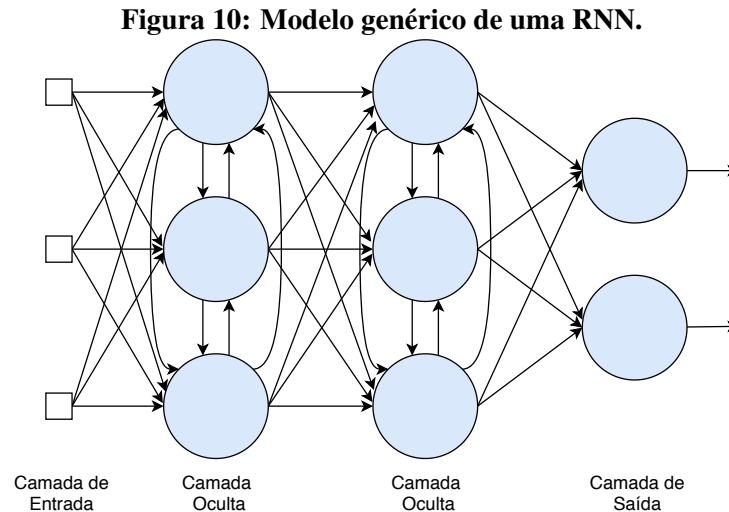 Figura 10: Modelo genérico de uma RNN.
Camada de
Entrada
Camada
Oculta
Camada
Oculta
Camada de
Saída